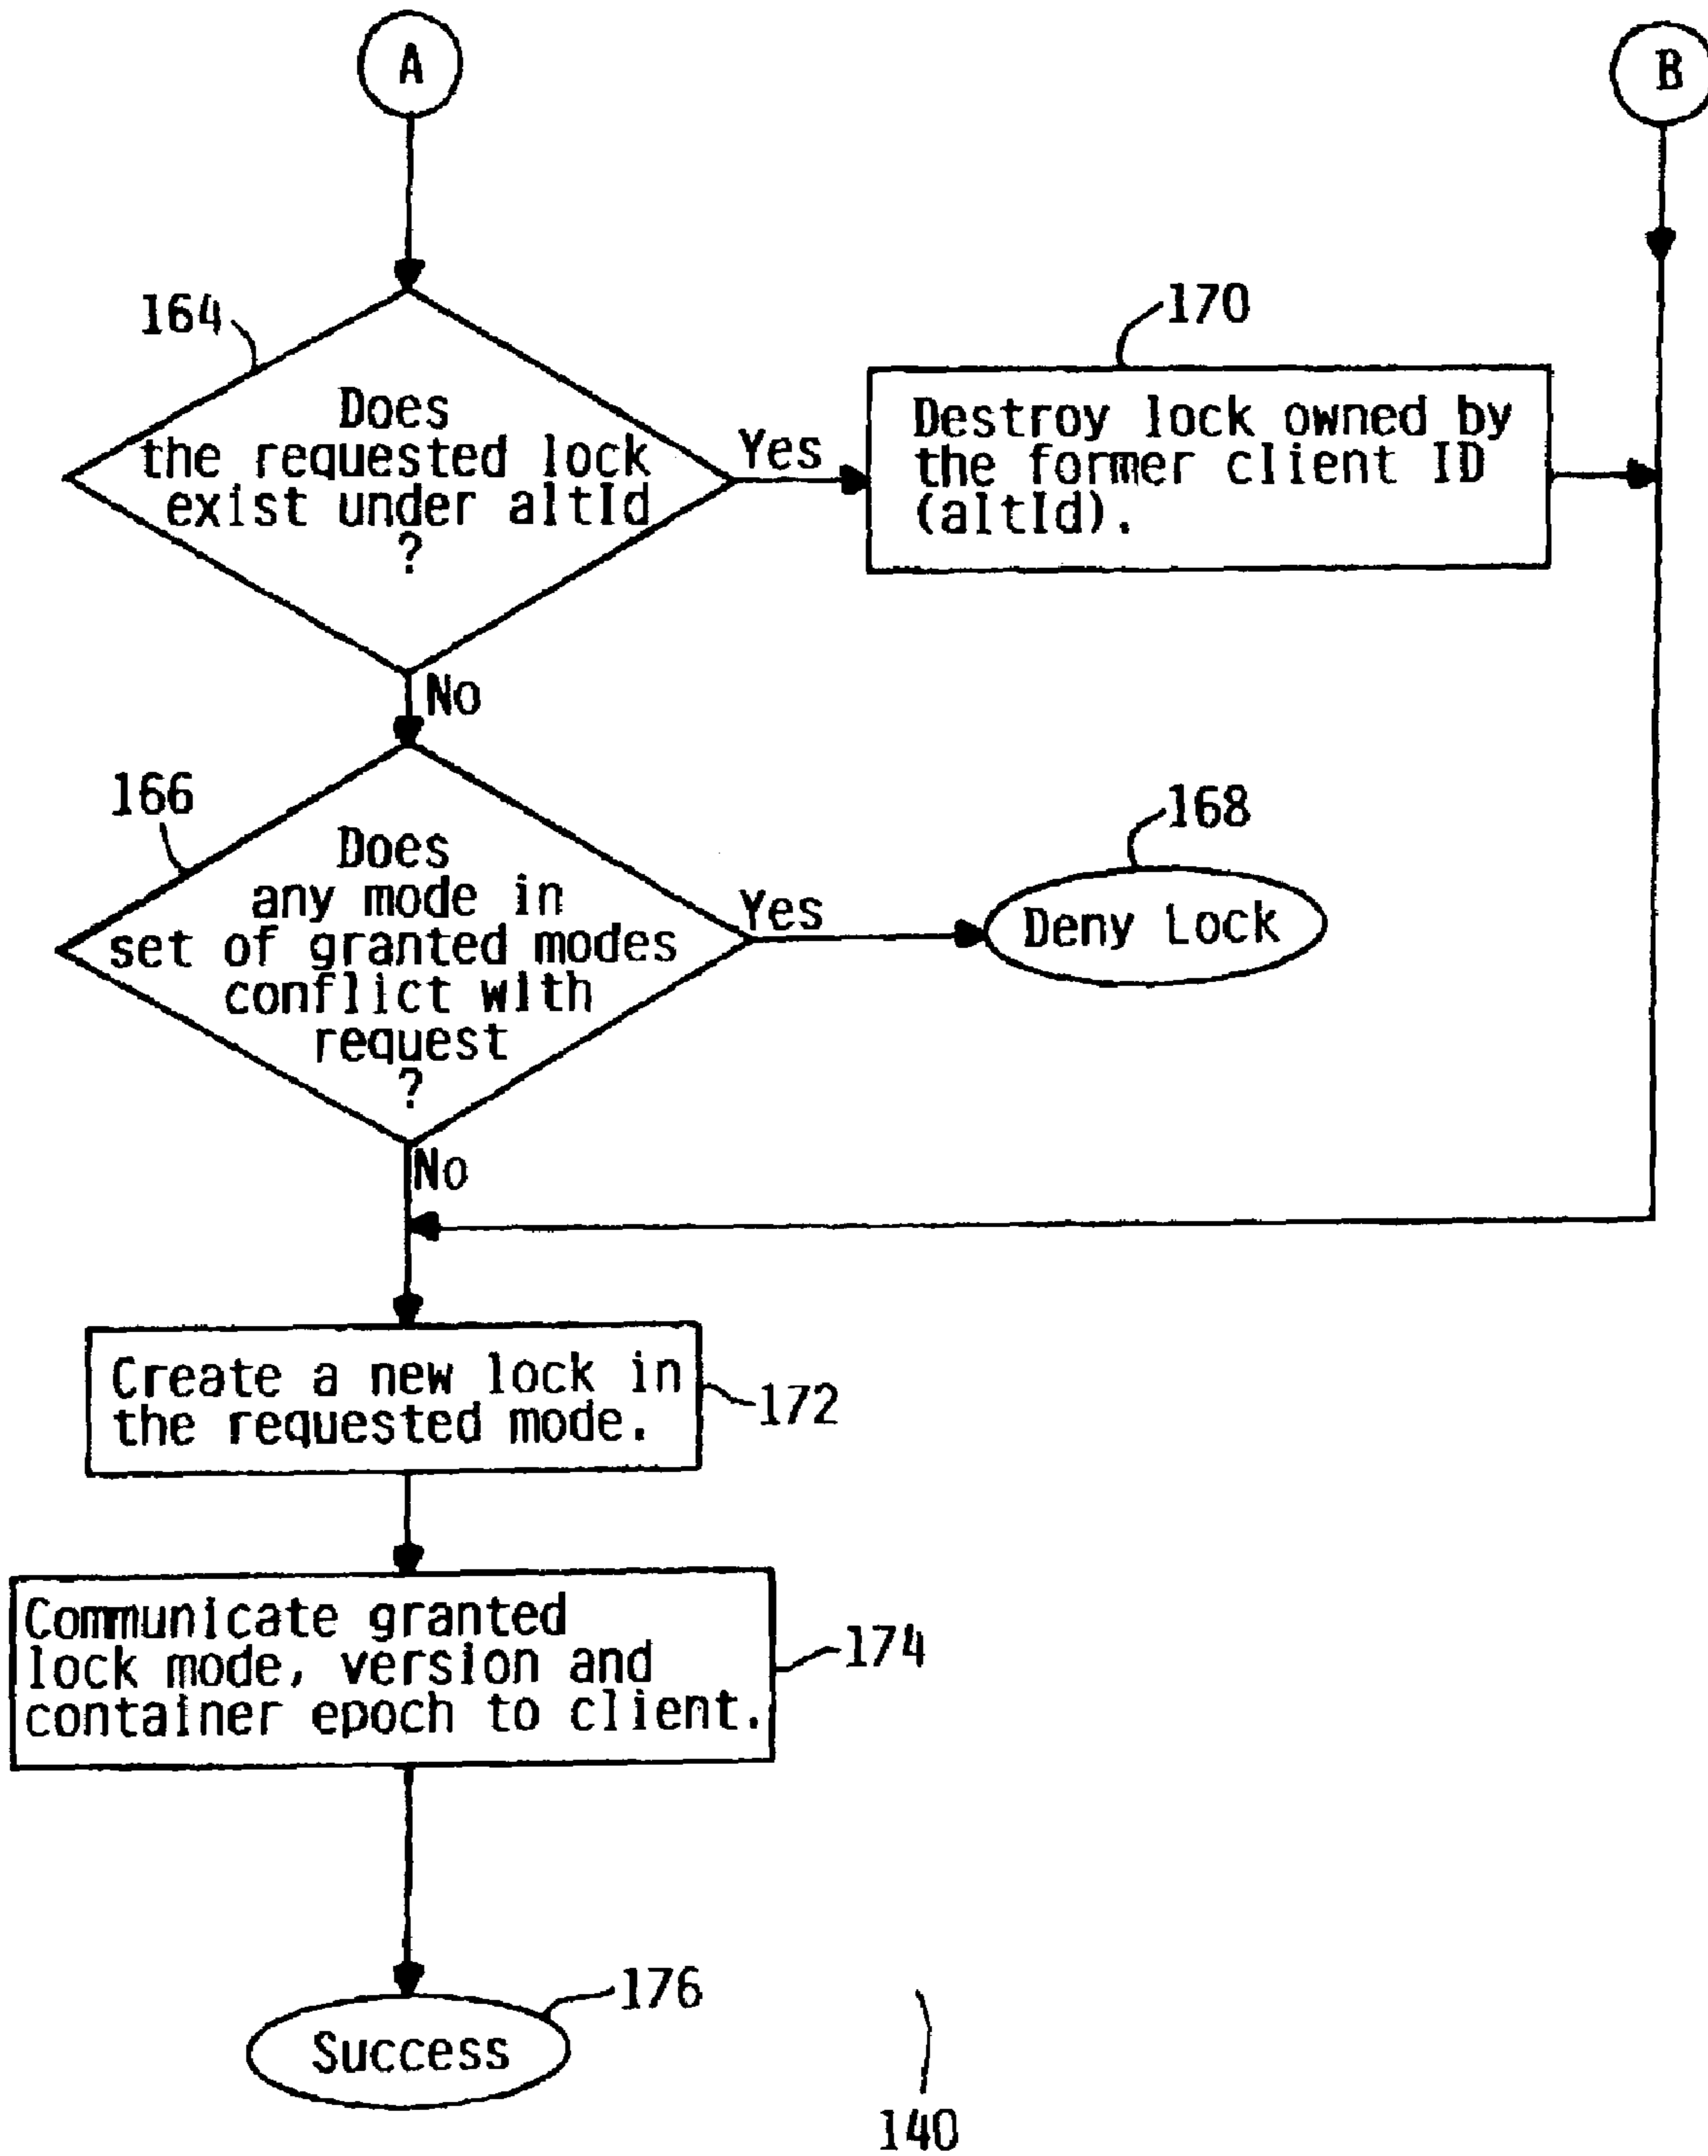 A
B
164
Does
the requested lock
exist under altId
?
Yes
170
Destroy lock owned by
the former client ID
(altId).
No
166
Does
any mode in
set of granted modes
conflict with
request
?
Yes
168
Deny Lock
No
Create a new lock in
the requested mode.
172
Communicate granted
lock mode, version and
container epoch to client.
174
176
Success
140